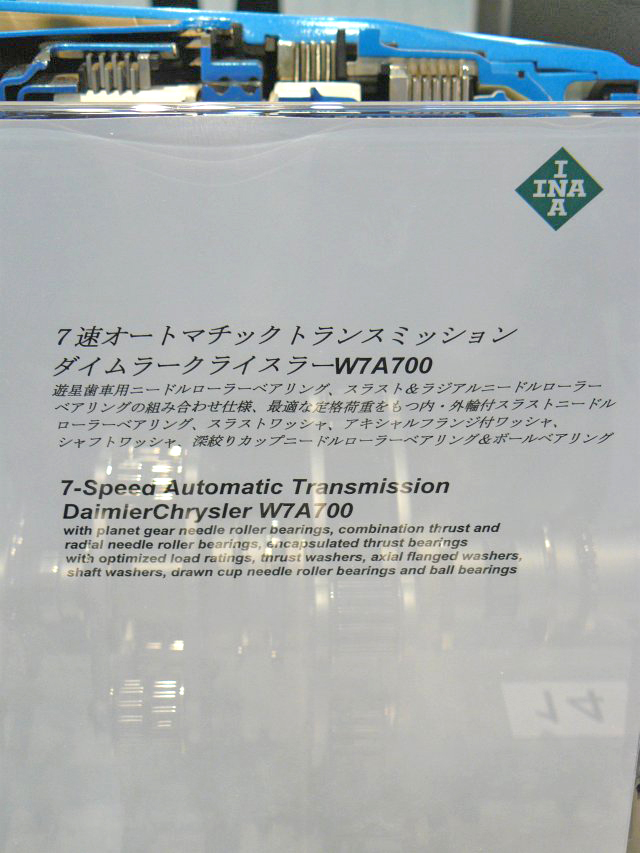 INA
INA
7速オートマチックトランスミッション
ダイムラークライスラーW7A700
遊星歯車用ニードルローラーベアリング、スラスト＆ラジアルニードルローラー
ベアリングの組み合わせ仕様、最適な定格荷重をもつ内・外輪付スラストニードル
ローラーベアリング、スラストワッシャ、アキシャルフランジ付ワッシャ、
シャフトワッシャ、深絞りカップニードルローラーベアリング＆ボールベアリング
7-Speed Automatic Transmission
DaimlerChrysler W7A700
with planet gear needle roller bearings, combination thrust and
radial needle roller bearings, encapsulated thrust bearings
with optimized load ratings, thrust washers, axial flanged washers,
shaft washers, drawn cup needle roller bearings and ball bearings
14